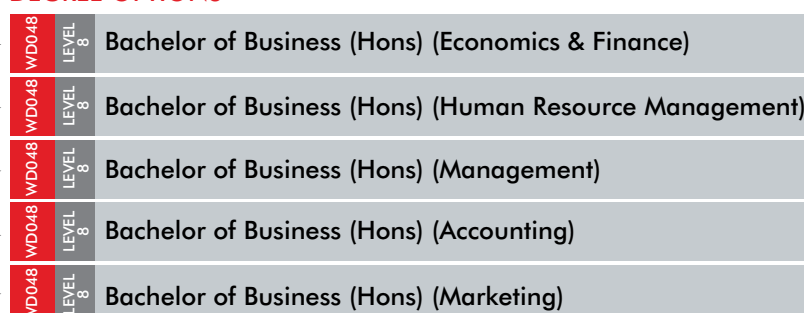 WD048 LEVEL 8 Bachelor of Business (Hons) (Economics & Finance)
WD048 LEVEL 8 Bachelor of Business (Hons) (Human Resource Management)
WD048 LEVEL 8 Bachelor of Business (Hons) (Management)
WD048 LEVEL 8 Bachelor of Business (Hons) (Accounting)
WD048 LEVEL 8 Bachelor of Business (Hons) (Marketing)